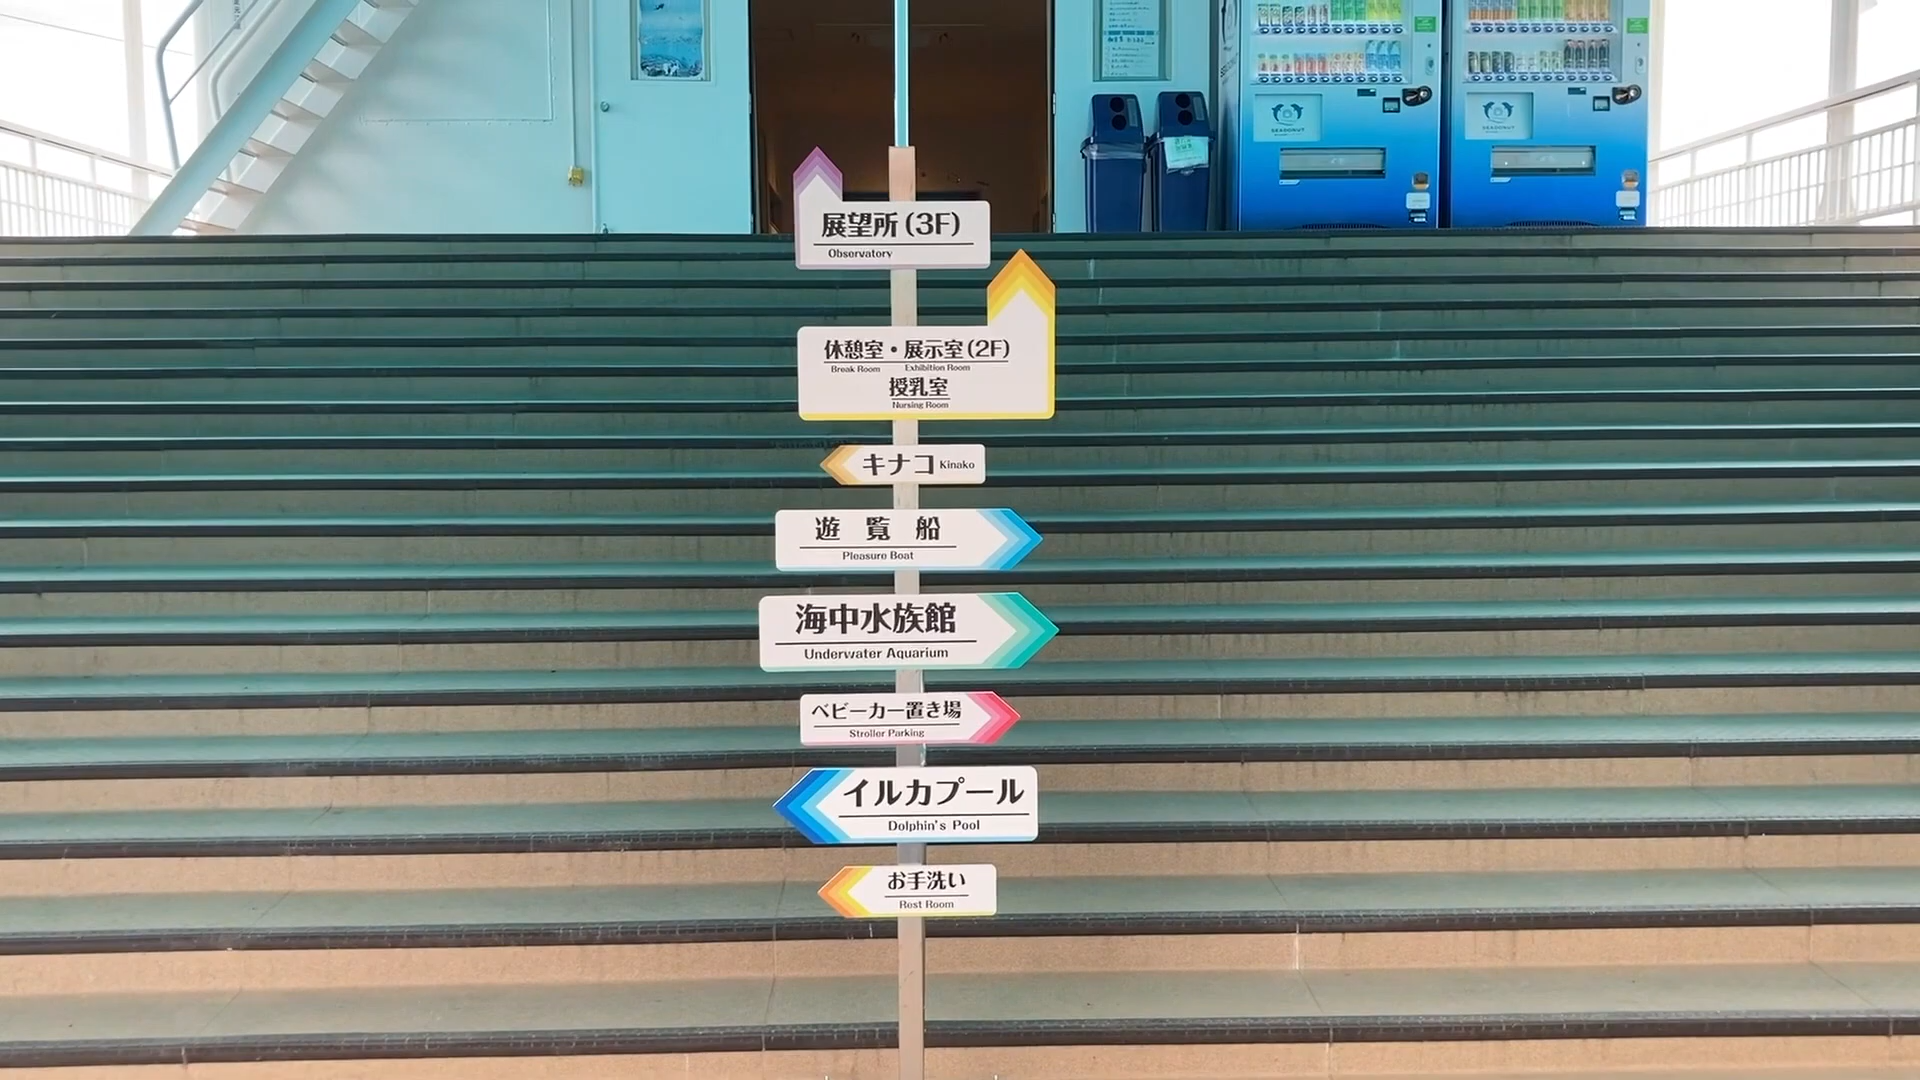 展望所(3F)
Observatory
休憩室・展示室(2F)
Break Room Exhibition Room
授乳室
Nursing Room
キナコ Kinako
遊覧船
Pleasure Boat
海中水族館
Underwater Aquarium
ベビーカー置き場
Stroller Parking
イルカプール
Dolphin's Pool
お手洗い
Rest Room
SEADONUT
SEADONUT